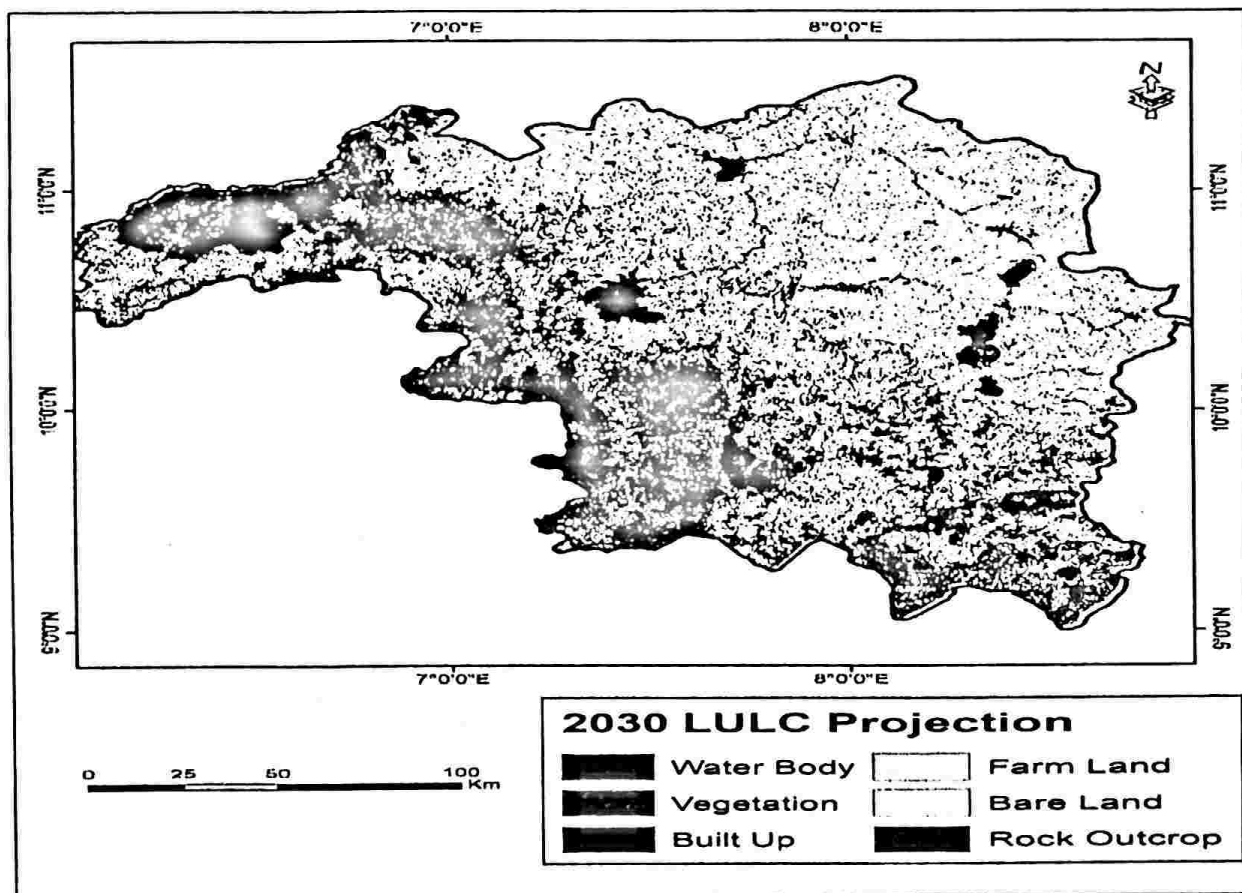 7°0'0"E 8°0'0"E
N
11°0'0"N 11°0'0"N
10°0'0"N 10°0'0"N
9°0'0"N 9°0'0"N
7°0'0"E 8°0'0"E
2030 LULC Projection
Water Body Farm Land
Vegetation Bare Land
Built Up Rock Outcrop
0 25 50 100
Km